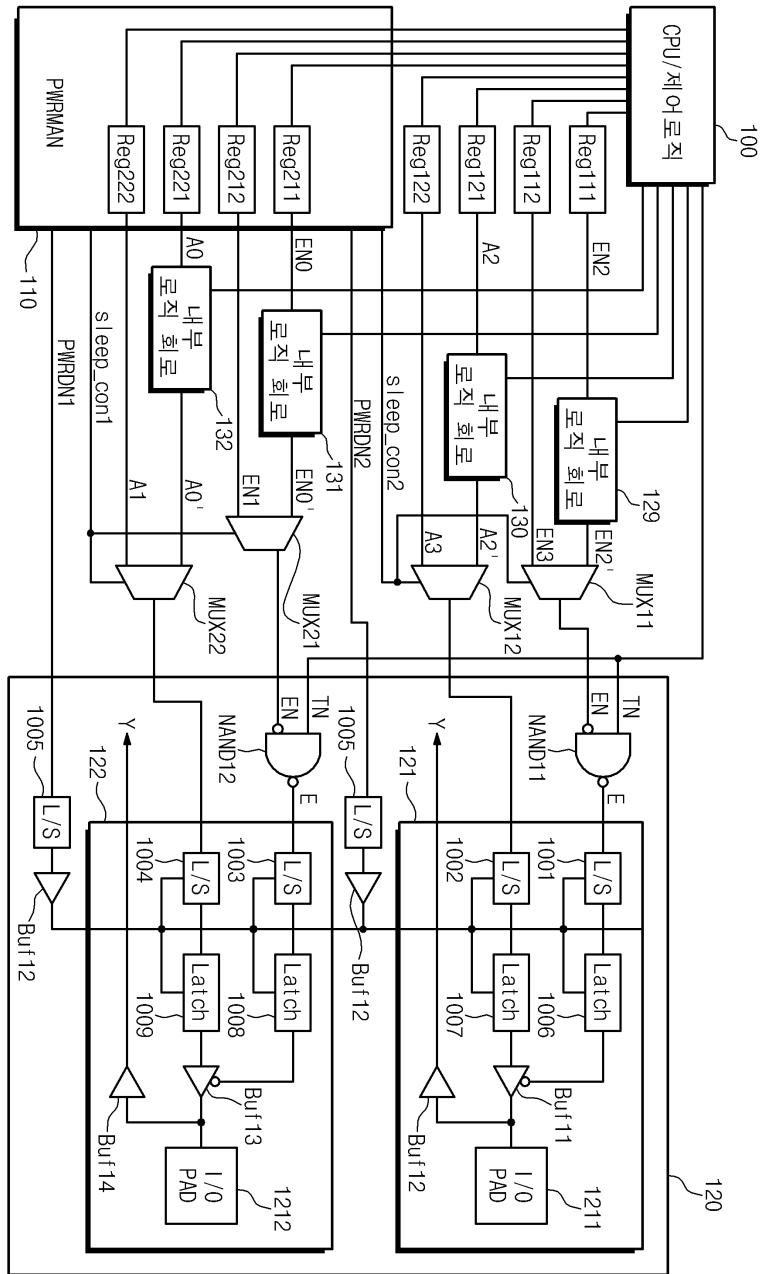 CPU/제어로직
100
Reg111
Reg112
Reg121
Reg122
EN2
A2
내부
로직 회로
129
내부
로직 회로
130
EN2'
EN3
MUX11
A2'
A3
MUX12
sleep_con2
PWRDN2
PWRMAN
110
Reg211
Reg212
Reg221
Reg222
EN0
A0
내부
로직 회로
131
내부
로직 회로
132
EN0'
EN1
MUX21
A0'
A1
MUX22
sleep_con1
PWRDN1
120
TN
EN
NAND11
E
121
L/S
1001
L/S
1002
Latch
1006
Latch
1007
Buf11
Buf12
I/O
PAD
1211
Y
L/S
1005
Buf12
TN
EN
NAND12
E
122
L/S
1003
L/S
1004
Latch
1008
Latch
1009
Buf13
Buf14
I/O
PAD
1212
Y
L/S
1005
Buf12